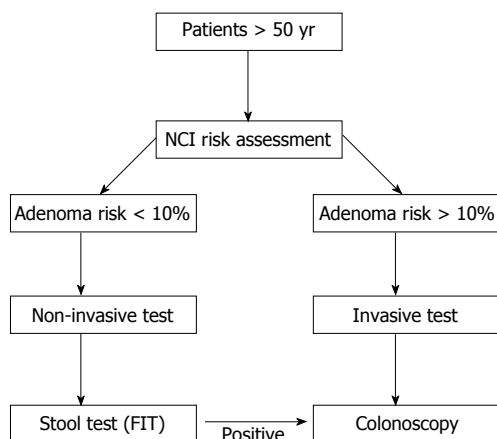 Patients > 50 yr
NCI risk assessment
Adenoma risk < 10%
Adenoma risk > 10%
Non-invasive test
Invasive test
Stool test (FIT)
Positive
Colonoscopy